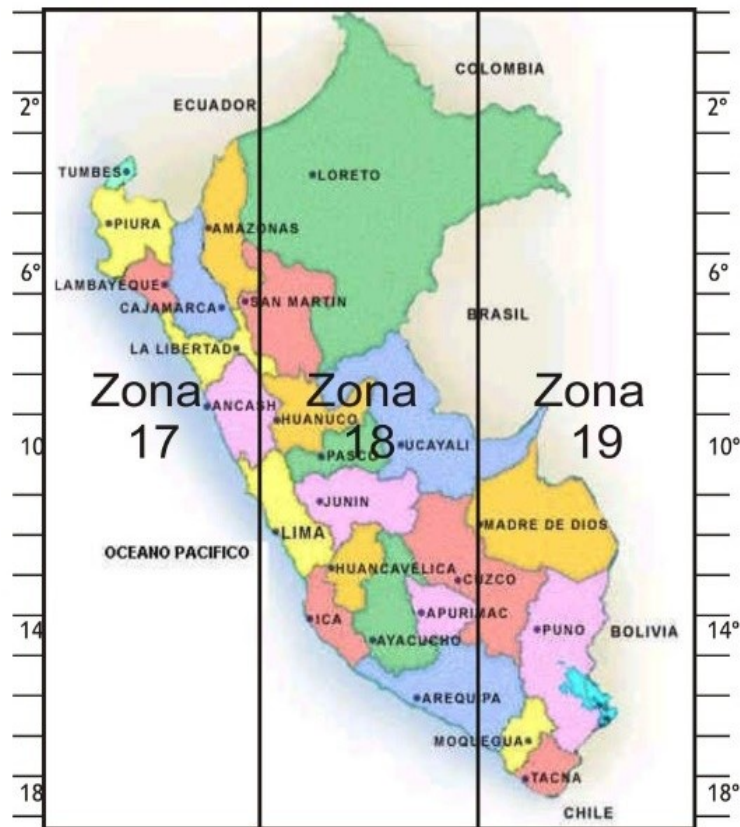 COLOMBIA
2°
ECUADOR
2°
TUMBES
LORETO
PIURA
AMAZONAS
6°
6°
LAMBAYEQUE
CAJAMARCA
SAN MARTIN
BRASIL
LA LIBERTAD
Zona
17
Zona
18
Zona
19
ANCASH
HUANUCO
10
UCAYALI
10°
PASCO
JUNIN
MADRE DE DIOS
LIMA
OCEANO PACIFICO
HUANCAVELICA
CUZCO
ICA
APURIMAC
14
AYACUCHO
PUNO
BOLIVIA
14°
AREQUIPA
MOQUEGUA
TACNA
18
18°
CHILE